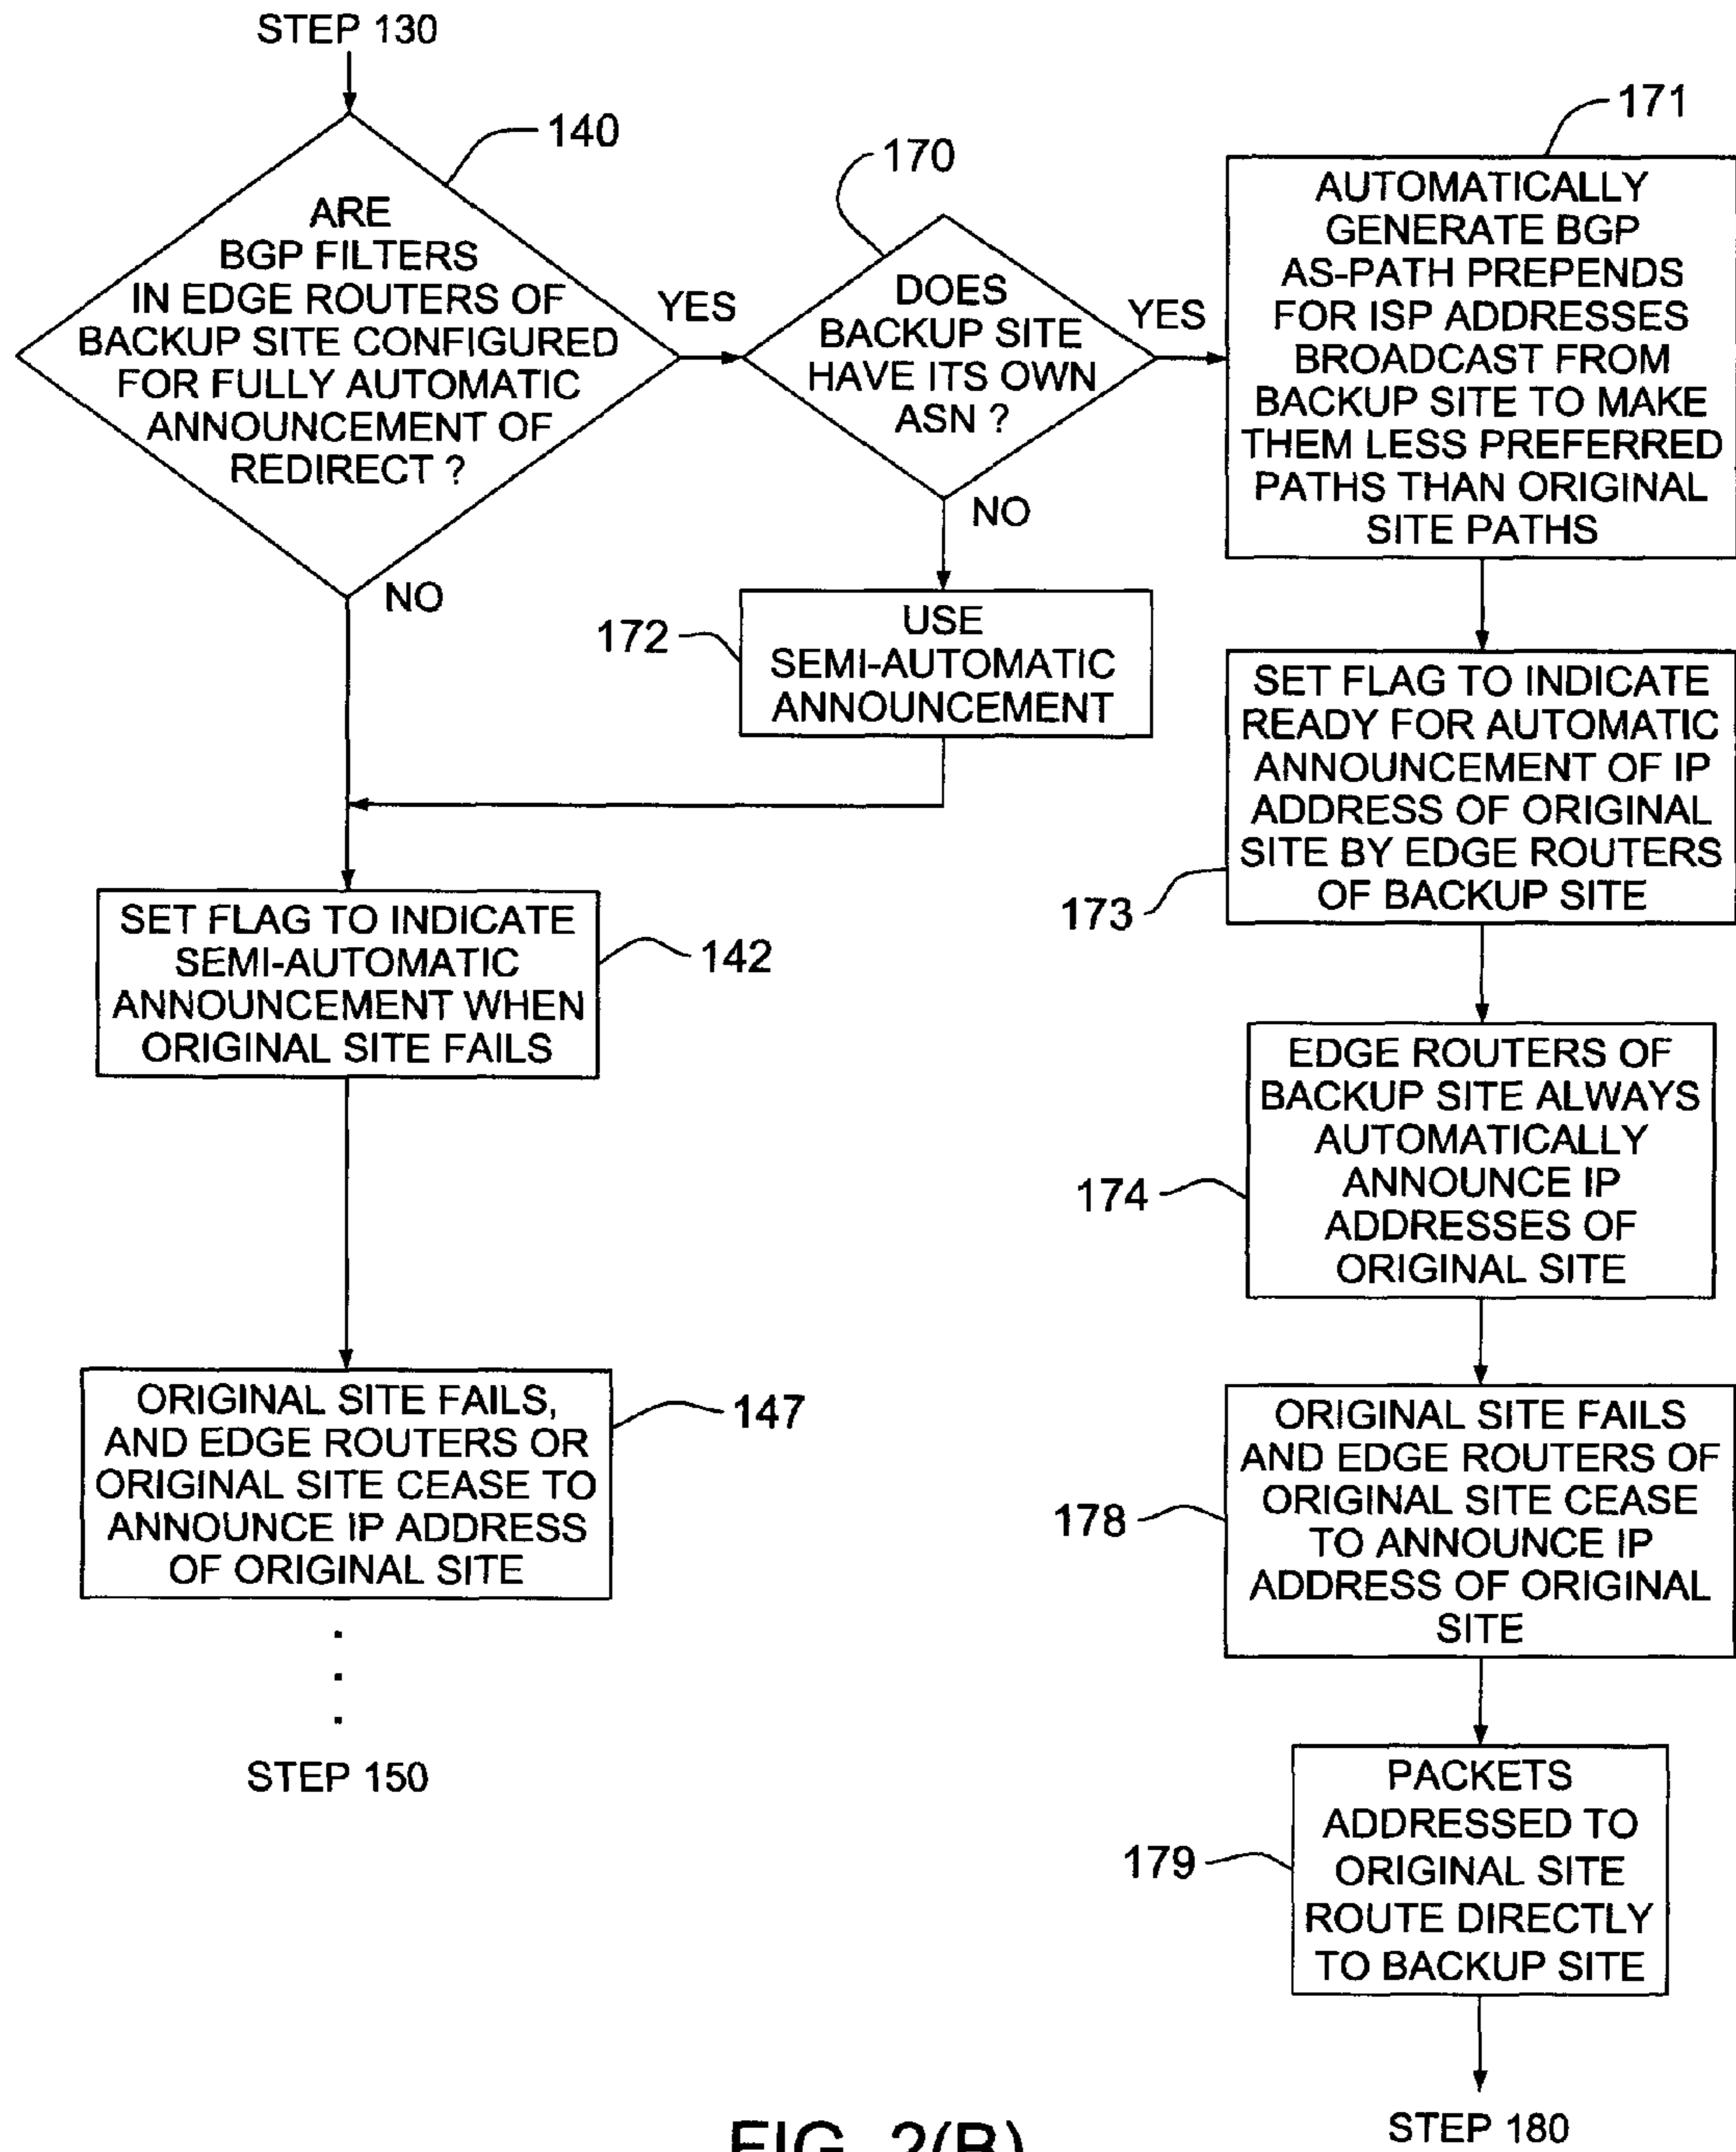 STEP 130
140
ARE
BGP FILTERS
IN EDGE ROUTERS OF
BACKUP SITE CONFIGURED
FOR FULLY AUTOMATIC
ANNOUNCEMENT OF
REDIRECT ?
YES
NO
170
DOES
BACKUP SITE
HAVE ITS OWN
ASN ?
YES
NO
171
AUTOMATICALLY
GENERATE BGP
AS-PATH PREPENDS
FOR ISP ADDRESSES
BROADCAST FROM
BACKUP SITE TO MAKE
THEM LESS PREFERRED
PATHS THAN ORIGINAL
SITE PATHS
172
USE
SEMI-AUTOMATIC
ANNOUNCEMENT
SET FLAG TO INDICATE
READY FOR AUTOMATIC
ANNOUNCEMENT OF IP
ADDRESS OF ORIGINAL
SITE BY EDGE ROUTERS
OF BACKUP SITE
173
SET FLAG TO INDICATE
SEMI-AUTOMATIC
ANNOUNCEMENT WHEN
ORIGINAL SITE FAILS
142
EDGE ROUTERS OF
BACKUP SITE ALWAYS
AUTOMATICALLY
ANNOUNCE IP
ADDRESSES OF
ORIGINAL SITE
174
ORIGINAL SITE FAILS,
AND EDGE ROUTERS OR
ORIGINAL SITE CEASE TO
ANNOUNCE IP ADDRESS
OF ORIGINAL SITE
147
STEP 150
ORIGINAL SITE FAILS
AND EDGE ROUTERS OF
ORIGINAL SITE CEASE
TO ANNOUNCE IP
ADDRESS OF ORIGINAL
SITE
178
PACKETS
ADDRESSED TO
ORIGINAL SITE
ROUTE DIRECTLY
TO BACKUP SITE
179
STEP 180
FIG. 2(B)